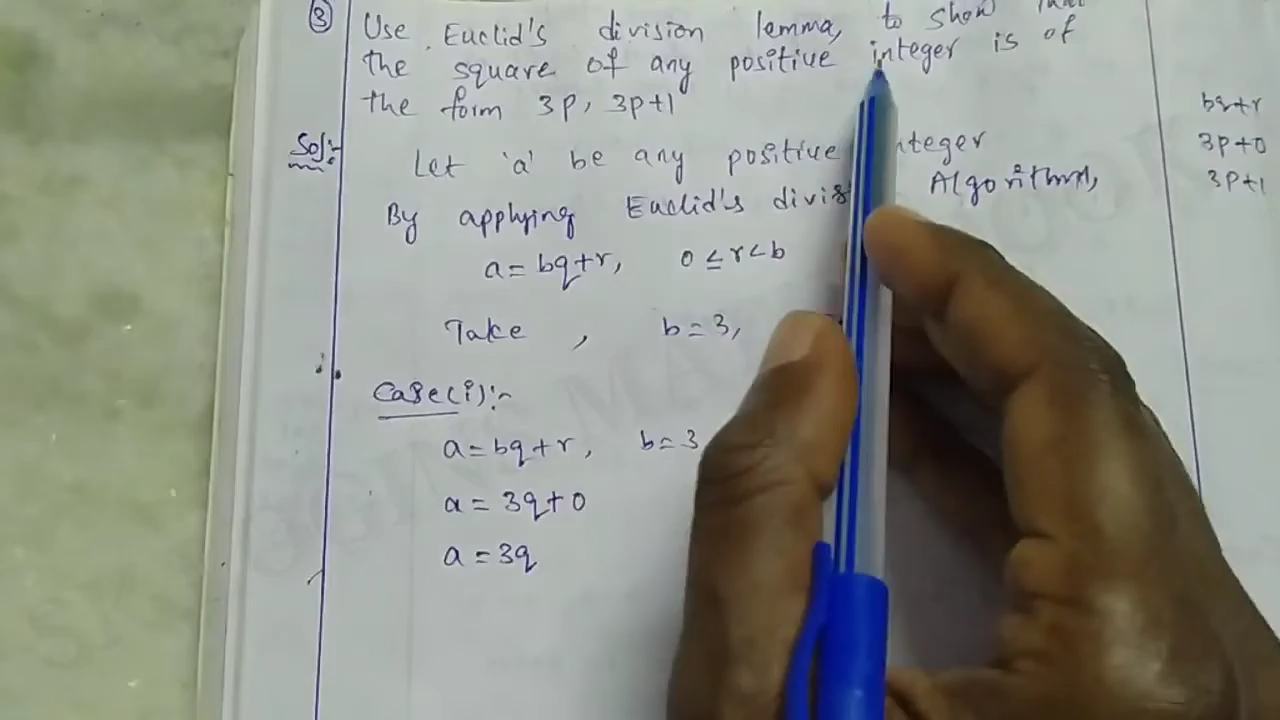 ③ Use Euclid's division lemma, to show
the square of any positive integer is of
the form 3p, 3p+1
Sol:- Let 'a' be any positive nteger
By applying Euclid's divis Algorithm,
a = bq+r, 0 ≤ r < b
Take , b = 3,
Case(i):-
a = bq+r, b = 3
a = 3q+0
a = 3q
bq+r
3p+0
3p+1